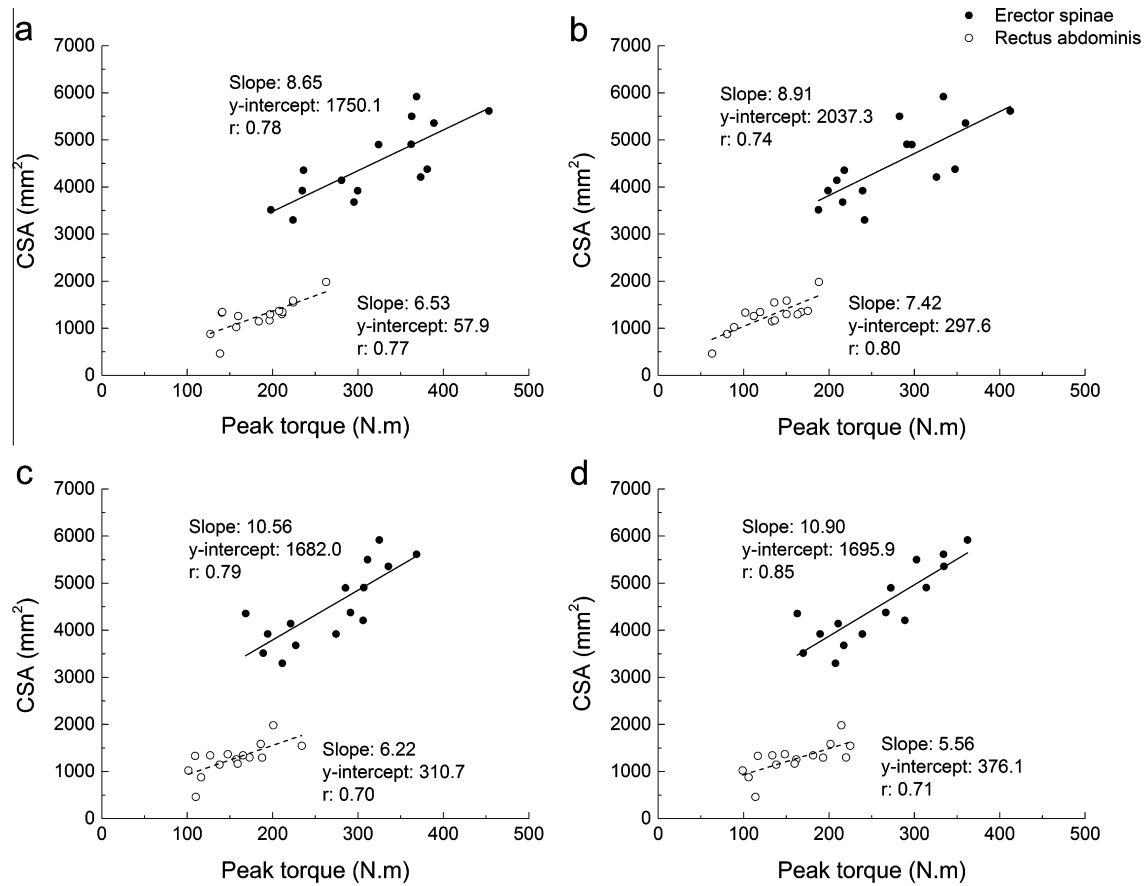 a
b
Erector spinae
Rectus abdominis
7000
6000
5000
4000
3000
2000
1000
0
CSA (mm²)
Slope: 8.65
y-intercept: 1750.1
r: 0.78
Slope: 6.53
y-intercept: 57.9
r: 0.77
0
100
200
300
400
500
Peak torque (N.m)
7000
6000
5000
4000
3000
2000
1000
0
CSA (mm²)
Slope: 8.91
y-intercept: 2037.3
r: 0.74
Slope: 7.42
y-intercept: 297.6
r: 0.80
0
100
200
300
400
500
Peak torque (N.m)
c
7000
6000
5000
4000
3000
2000
1000
0
CSA (mm²)
Slope: 10.56
y-intercept: 1682.0
r: 0.79
Slope: 6.22
y-intercept: 310.7
r: 0.70
0
100
200
300
400
500
Peak torque (N.m)
d
7000
6000
5000
4000
3000
2000
1000
0
CSA (mm²)
Slope: 10.90
y-intercept: 1695.9
r: 0.85
Slope: 5.56
y-intercept: 376.1
r: 0.71
0
100
200
300
400
500
Peak torque (N.m)